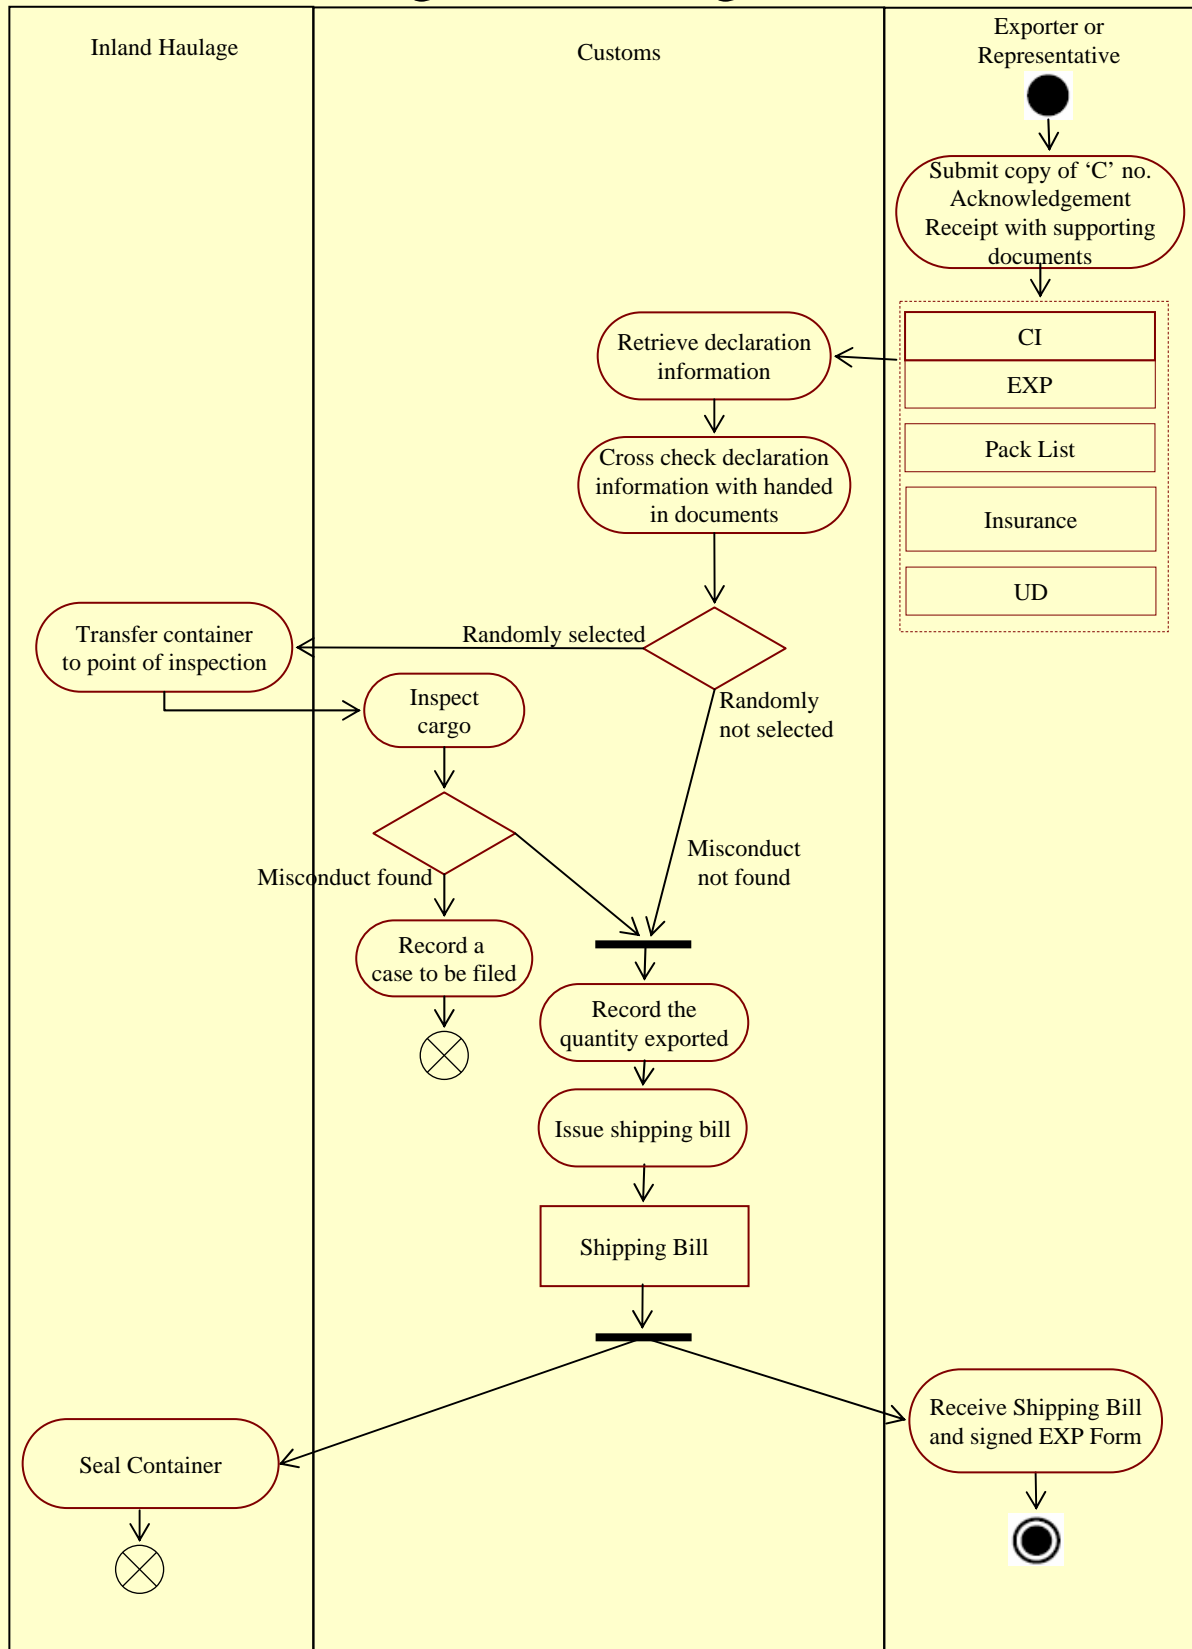 Inland Haulage
Customs
Exporter or
Representative
Submit copy of ‘C’ no.
Acknowledgement
Receipt with supporting
documents
CI
EXP
Pack List
Insurance
UD
Retrieve declaration
information
Cross check declaration
information with handed
in documents
Randomly selected
Transfer container
to point of inspection
Inspect
cargo
Randomly
not selected
Misconduct
not found
Misconduct found
Record a
case to be filed
Record the
quantity exported
Issue shipping bill
Shipping Bill
Receive Shipping Bill
and signed EXP Form
Seal Container